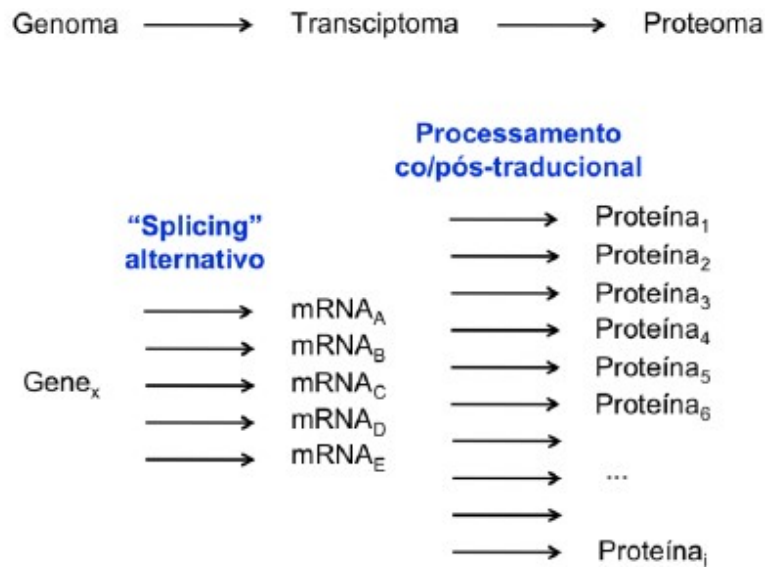 Genoma Transciptoma Proteoma
Processamento
co/pós-traducional
“Splicing”
alternativo
Proteína1
Proteína2
Proteína3
Proteína4
Proteína5
Proteína6
...
Proteínai
mRNAA
mRNAB
mRNAC
mRNAD
mRNAE
Genex